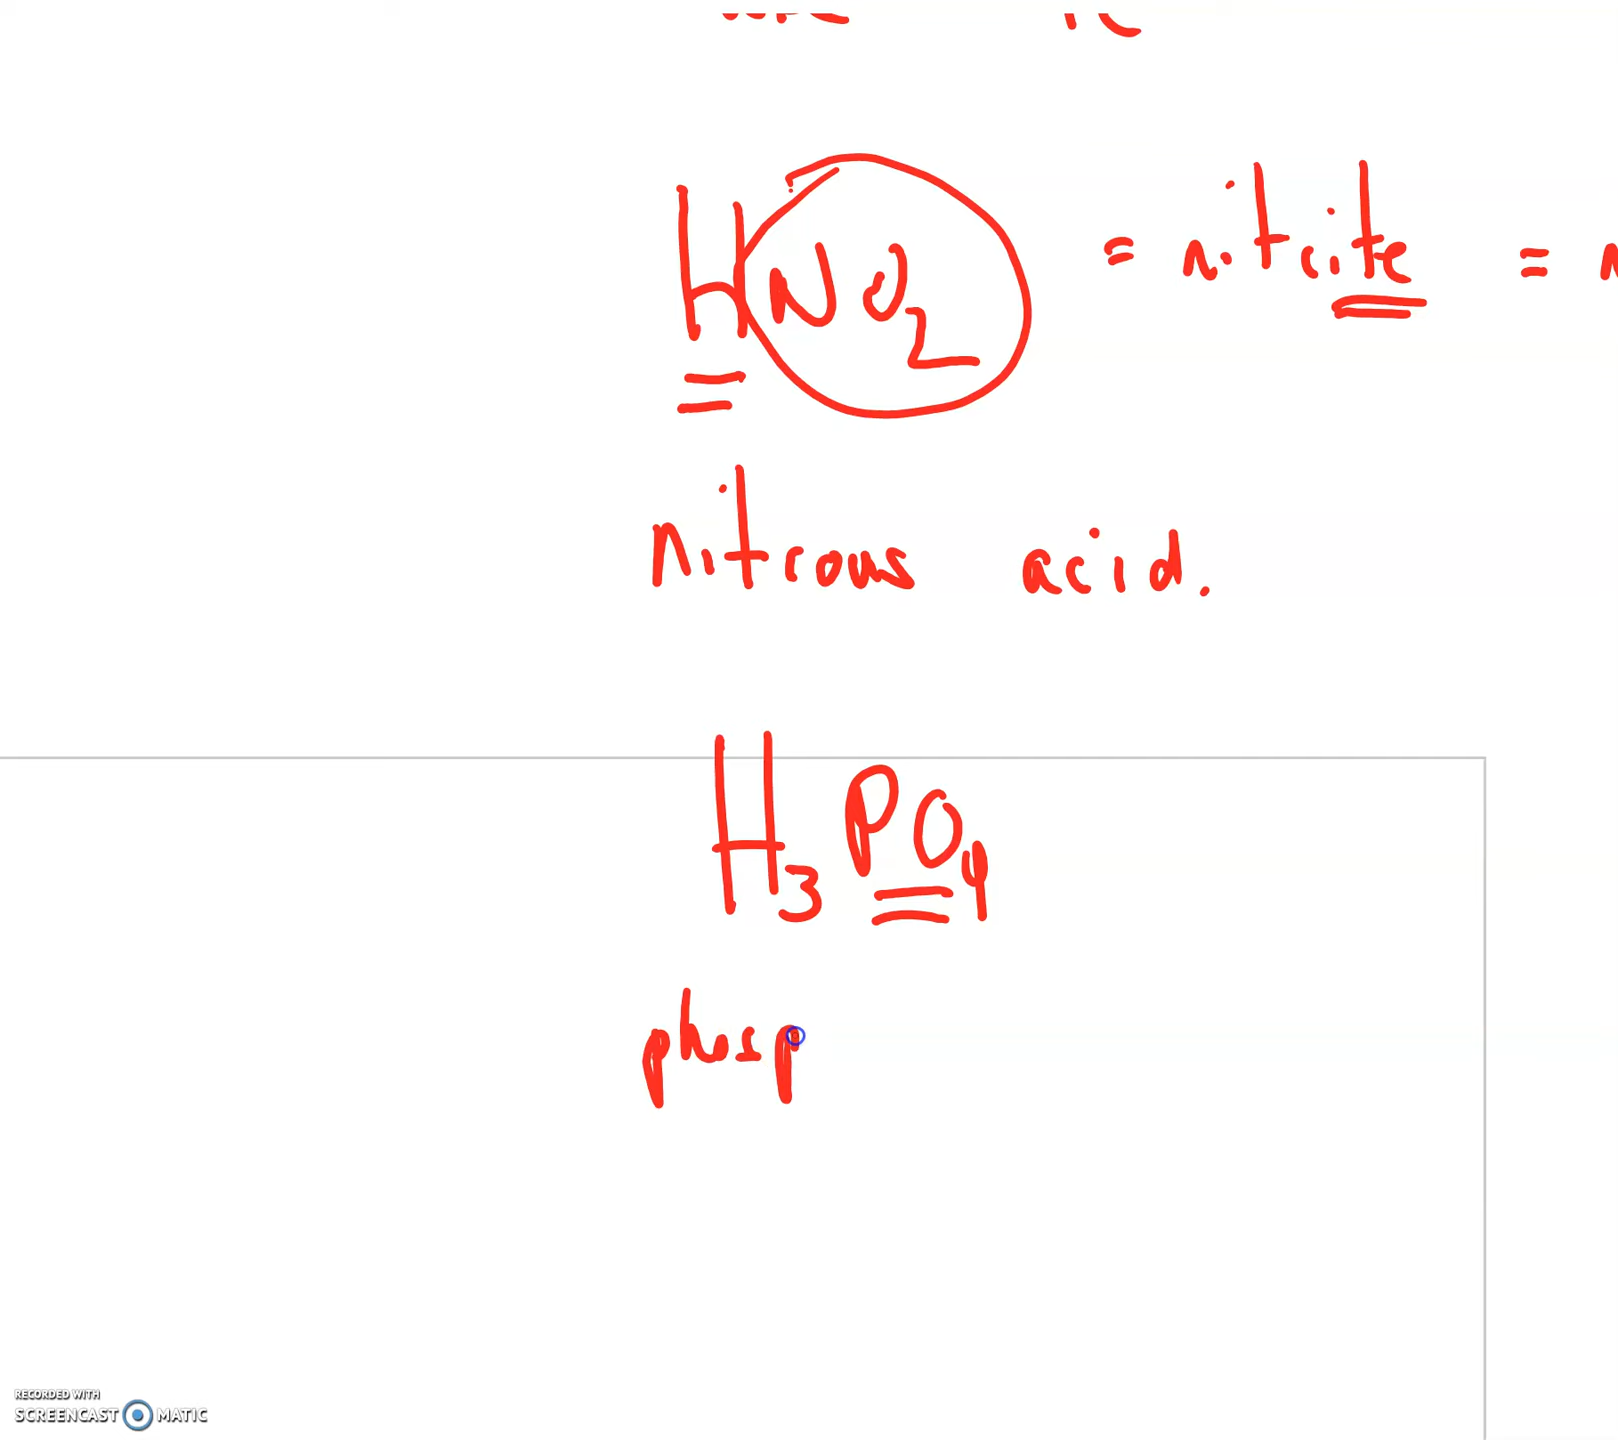 HNO₂ = nitrite =
nitrous acid.
H₃PO₄
phosp
RECORDED WITH
SCREENCAST MATIC